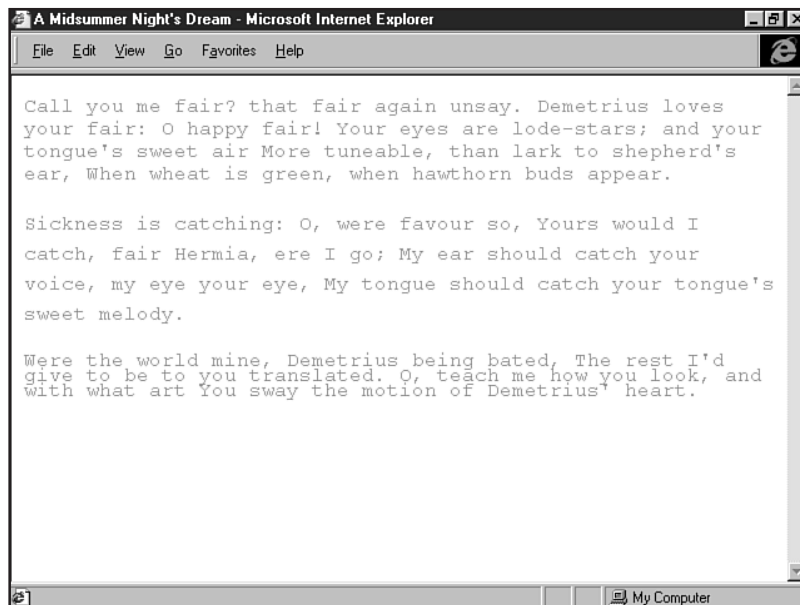 A Midsummer Night's Dream - Microsoft Internet Explorer
File Edit View Go Favorites Help
Call you me fair? that fair again unsay. Demetrius loves
your fair: O happy fair! Your eyes are lode-stars; and your
tongue's sweet air More tuneable, than lark to shepherd's
ear, When wheat is green, when hawthorn buds appear.
Sickness is catching: O, were favour so, Yours would I
catch, fair Hermia, ere I go; My ear should catch your
voice, my eye your eye, My tongue should catch your tongue's
sweet melody.
Were the world mine, Demetrius being bated, The rest I'd
give to be to you translated. O, teach me how you look, and
with what art You sway the motion of Demetrius' heart.
My Computer